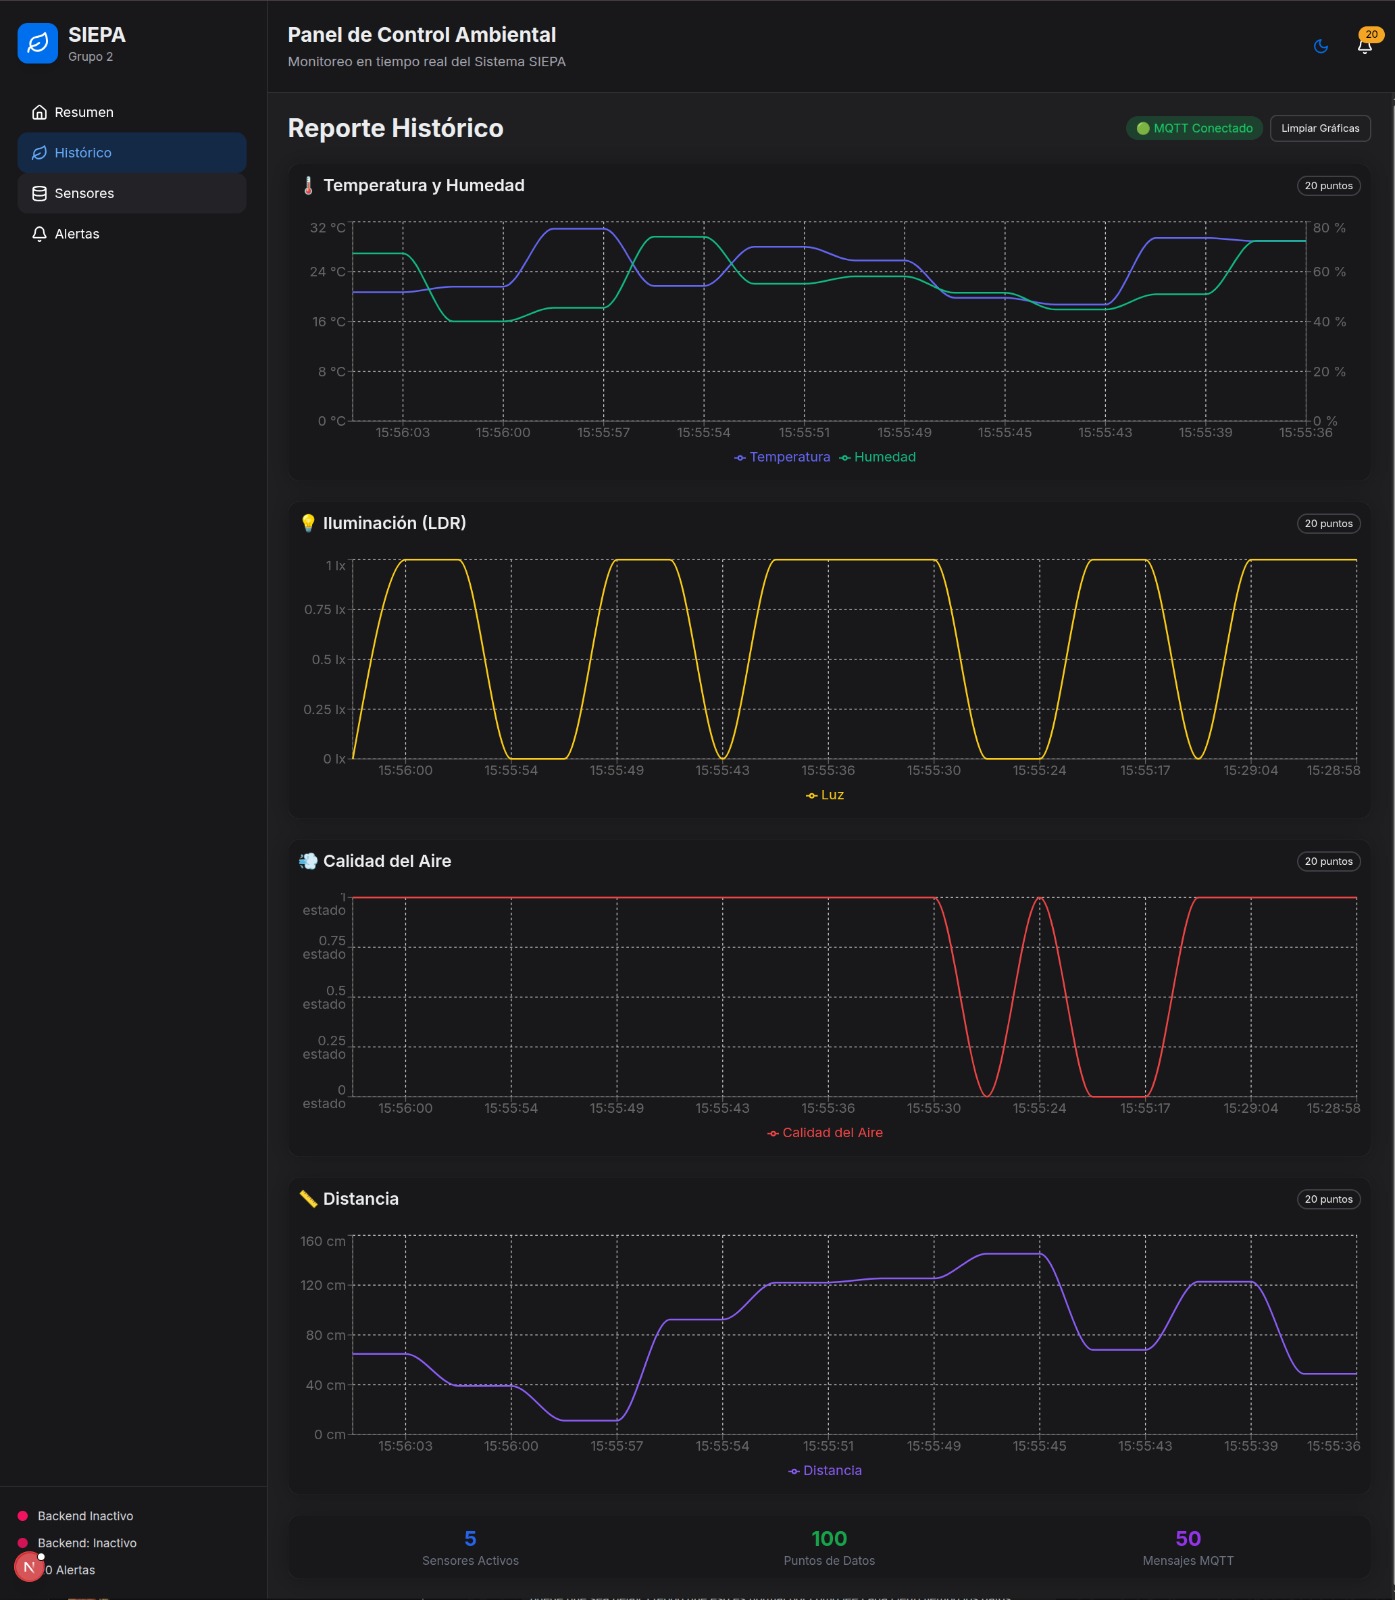 SIEPA
Grupo 2
Resumen
Histórico
Sensores
Alertas
Panel de Control Ambiental
Monitoreo en tiempo real del Sistema SIEPA
20
Reporte Histórico
MQTT Conectado
Limpiar Gráficas
Temperatura y Humedad
20 puntos
32 °C
24 °C
16 °C
8 °C
0 °C
80 %
60 %
40 %
20 %
0 %
15:56:03 15:56:00 15:55:57 15:55:54 15:55:51 15:55:49 15:55:45 15:55:43 15:55:39 15:55:36
Temperatura Humedad
Iluminación (LDR)
20 puntos
1 lx
0.75 lx
0.5 lx
0.25 lx
0 lx
15:56:00 15:55:54 15:55:49 15:55:43 15:55:36 15:55:30 15:55:24 15:55:17 15:29:04 15:28:58
Luz
Calidad del Aire
20 puntos
1
estado
0.75
estado
0.5
estado
0.25
estado
0
estado
15:56:00 15:55:54 15:55:49 15:55:43 15:55:36 15:55:30 15:55:24 15:55:17 15:29:04 15:28:58
Calidad del Aire
Distancia
20 puntos
160 cm
120 cm
80 cm
40 cm
0 cm
15:56:03 15:56:00 15:55:57 15:55:54 15:55:51 15:55:49 15:55:45 15:55:43 15:55:39 15:55:36
Distancia
5
Sensores Activos
100
Puntos de Datos
50
Mensajes MQTT
Backend Inactivo
Backend: Inactivo
N
0 Alertas